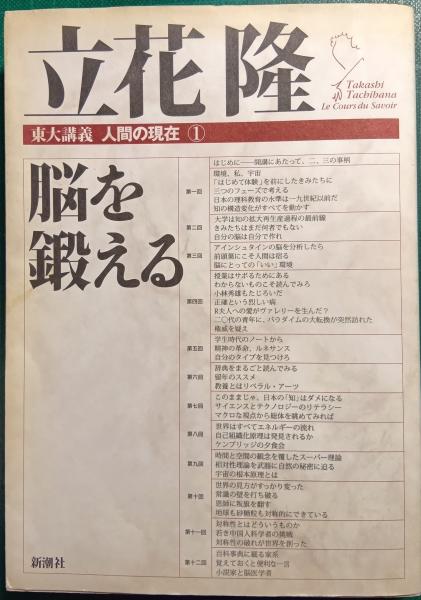 立花 隆
Takashi
Tachibana
Le Cours du Savoir
東大講義 人間の現在 ①
脳を
鍛える
はじめに——開講にあたって、二、三の事柄
第一回
環境、私、宇宙
「はじめて体験」を前にしたきみたちに
三つのフェーズで考える
日本の理科教育の水準は一九世紀以前だ
知の構造変化がすべてを動かす
第二回
大学は知の拡大再生産過程の最前線
きみたちはまだ何者でもない
自分の脳は自分で作れ
第三回
アインシュタインの脳を分析したら
前頭葉にこそ人間は宿る
脳にとっての「いい」環境
第四回
授業はサボるためにある
わからないものこそ読んでみろ
小林秀雄もたじろいだ
正確という烈しい病
R夫人への愛がヴァレリーを生んだ?
二〇代の青年に、パラダイムの大転換が突然訪れた
権威を疑え
第五回
学生時代のノートから
精神の革命、ルネサンス
自分のタイプを見つけろ
第六回
辞典をまるごと読んでみる
留年のススメ
教養とはリベラル・アーツ
第七回
このままじゃ、日本の「知」はダメになる
サイエンスとテクノロジーのリテラシー
マクロな視点から総体を眺めてみれば
第八回
世界はすべてエネルギーの流れ
自己組織化原理は発見されるか
ケンブリッジの夕食会
第九回
時間と空間の観念を覆したスーパー理論
相対性理論を武器に自然の秘密に迫る
宇宙の根本原理とは
第十回
世界の見方がすっかり変った
常識の壁を打ち破る
恩師に叛旗を翻す
地球も砂糖粒も対称的にできている
第十一回
対称性とはどういうものか
若き中国人科学者の挑戦
対称性の破れが世界を創った
第十二回
百科事典に載る家系
覚えておくと便利な一言
小説家と脳医学者
新潮社